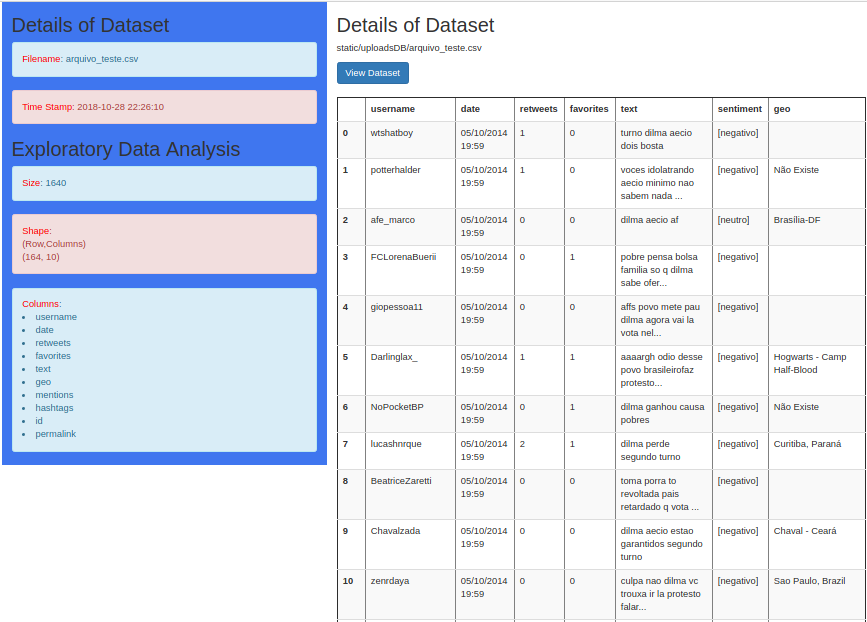 Details of Dataset
Filename: arquivo_teste.csv
Time Stamp: 2018-10-28 22:26:10
Exploratory Data Analysis
Size: 1640
Shape:
(Row,Columns)
(164, 10)
Columns:
username
date
retweets
favorites
text
geo
mentions
hashtags
id
permalink
Details of Dataset
static/uploadsDB/arquivo_teste.csv
View Dataset
username date retweets favorites text sentiment geo
0 wtshatboy 05/10/2014 1 0 turno dilma aecio [negativo]
19:59 dois bosta
1 potterhalder 05/10/2014 1 0 voces idolatrando [negativo] Não Existe
19:59 aecio minimo nao
sabem nada ...
2 afe_marco 05/10/2014 0 0 dilma aecio af [neutro] Brasília-DF
19:59
3 FCLorenaBuerii 05/10/2014 0 1 pobre pensa bolsa [negativo]
19:59 familia so q dilma
sabe ofer...
4 giopessoa11 05/10/2014 0 0 affs povo mete pau [negativo]
19:59 dilma agora vai la
vota nel...
5 Darlinglax_ 05/10/2014 1 1 aaaargh odio desse [negativo] Hogwarts - Camp
19:59 povo brasileirofaz Half-Blood
protesto...
6 NoPocketBP 05/10/2014 0 1 dilma ganhou causa [negativo] Não Existe
19:59 pobres
7 lucashnrque 05/10/2014 2 1 dilma perde [negativo] Curitiba, Paraná
19:59 segundo turno
8 BeatriceZaretti 05/10/2014 0 0 toma porra to [negativo]
19:59 revoltada pais
retardado q vota ...
9 Chavalzada 05/10/2014 0 0 dilma aecio estao [negativo] Chaval - Ceará
19:59 garantidos segundo
turno
10 zenrdaya 05/10/2014 0 0 culpa nao dilma vc [negativo] Sao Paulo, Brazil
19:59 trouxa ir la protesto
falar...